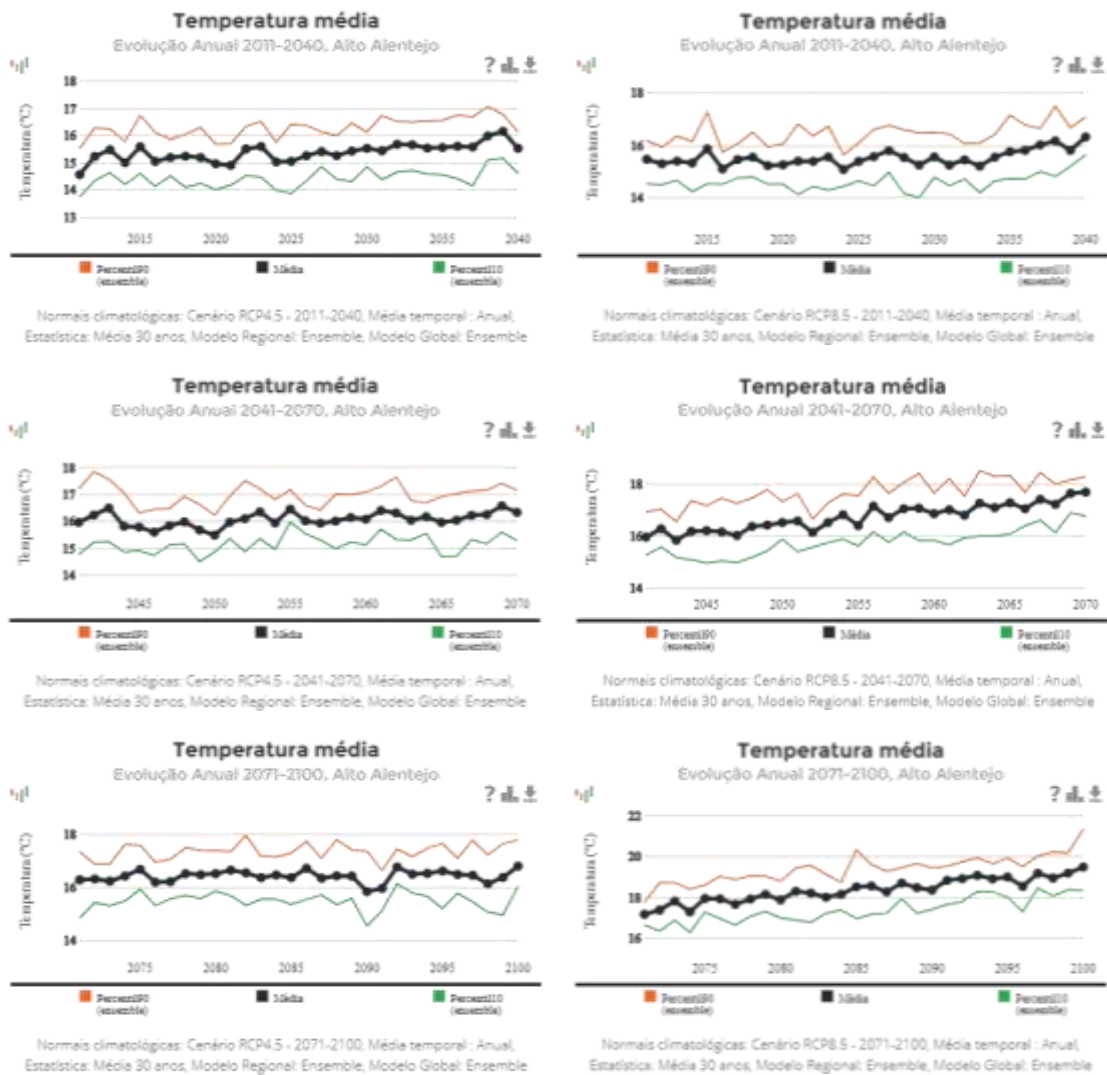 Temperatura média
Evolução Anual 2011-2040, Alto Alentejo
?
Temperatura (°C)
18
17
16
15
14
13
2015
2020
2025
2030
2035
2040
Percentil90
(ensemble)
Média
Percentil10
(ensemble)
Normais climatológicas: Cenário RCP4.5 - 2011-2040, Média temporal : Anual,
Estatística: Média 30 anos, Modelo Regional: Ensemble, Modelo Global: Ensemble
Temperatura média
Evolução Anual 2011-2040, Alto Alentejo
?
Temperatura (°C)
18
16
14
2015
2020
2025
2030
2035
2040
Percentil90
(ensemble)
Média
Percentil10
(ensemble)
Normais climatológicas: Cenário RCP8.5 - 2011-2040, Média temporal : Anual,
Estatística: Média 30 anos, Modelo Regional: Ensemble, Modelo Global: Ensemble
Temperatura média
Evolução Anual 2041-2070, Alto Alentejo
?
Temperatura (°C)
18
17
16
15
14
2045
2050
2055
2060
2065
2070
Percentil90
(ensemble)
Média
Percentil10
(ensemble)
Normais climatológicas: Cenário RCP4.5 - 2041-2070, Média temporal : Anual,
Estatística: Média 30 anos, Modelo Regional: Ensemble, Modelo Global: Ensemble
Temperatura média
Evolução Anual 2041-2070, Alto Alentejo
?
Temperatura (°C)
18
16
14
2045
2050
2055
2060
2065
2070
Percentil90
(ensemble)
Média
Percentil10
(ensemble)
Normais climatológicas: Cenário RCP8.5 - 2041-2070, Média temporal : Anual,
Estatística: Média 30 anos, Modelo Regional: Ensemble, Modelo Global: Ensemble
Temperatura média
Evolução Anual 2071-2100, Alto Alentejo
?
Temperatura (°C)
18
16
14
2075
2080
2085
2090
2095
2100
Percentil90
(ensemble)
Média
Percentil10
(ensemble)
Normais climatológicas: Cenário RCP4.5 - 2071-2100, Média temporal : Anual,
Estatística: Média 30 anos, Modelo Regional: Ensemble, Modelo Global: Ensemble
Temperatura média
Evolução Anual 2071-2100, Alto Alentejo
?
Temperatura (°C)
22
20
18
16
2075
2080
2085
2090
2095
2100
Percentil90
(ensemble)
Média
Percentil10
(ensemble)
Normais climatológicas: Cenário RCP8.5 - 2071-2100, Média temporal : Anual,
Estatística: Média 30 anos, Modelo Regional: Ensemble, Modelo Global: Ensemble